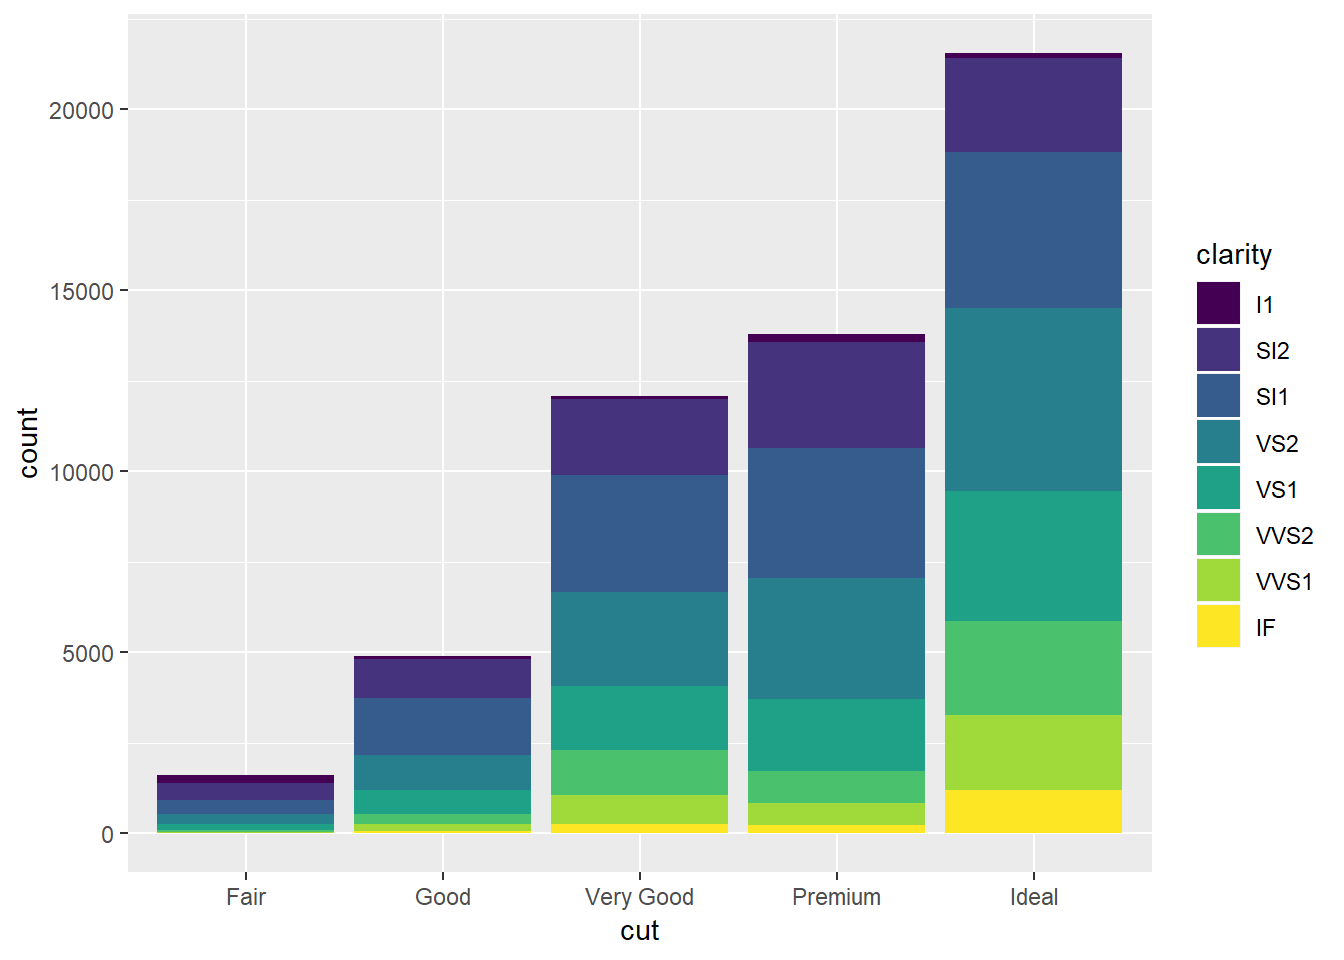 20000
15000
10000
5000
0
count
Fair Good Very Good Premium Ideal
cut
clarity
I1
SI2
SI1
VS2
VS1
VVS2
VVS1
IF